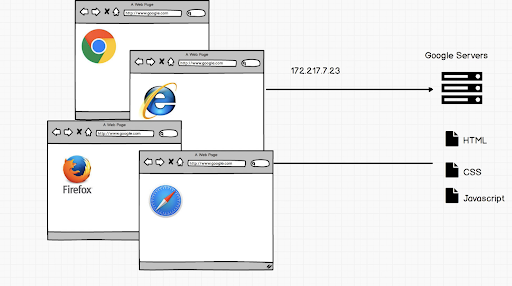 A Web Page
http://www.google.com
A Web Page
http://www.google.com
172.217.7.23
Google Servers
A Web Page
http://www.google.com
Firefox
A Web Page
http://www.google.com
HTML
CSS
Javascript